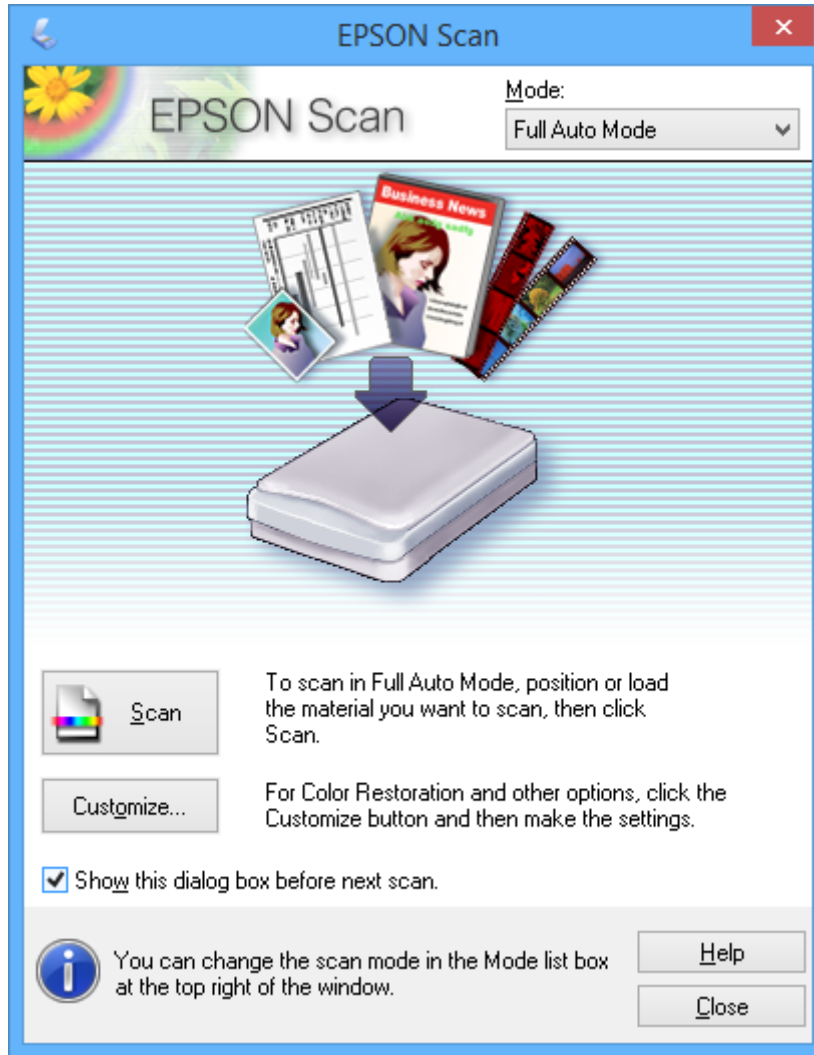 EPSON Scan
EPSON Scan
Mode:
Full Auto Mode
Business News
Scan
To scan in Full Auto Mode, position or load
the material you want to scan, then click
Scan.
Customize...
For Color Restoration and other options, click the
Customize button and then make the settings.
Show this dialog box before next scan.
You can change the scan mode in the Mode list box
at the top right of the window.
Help
Close